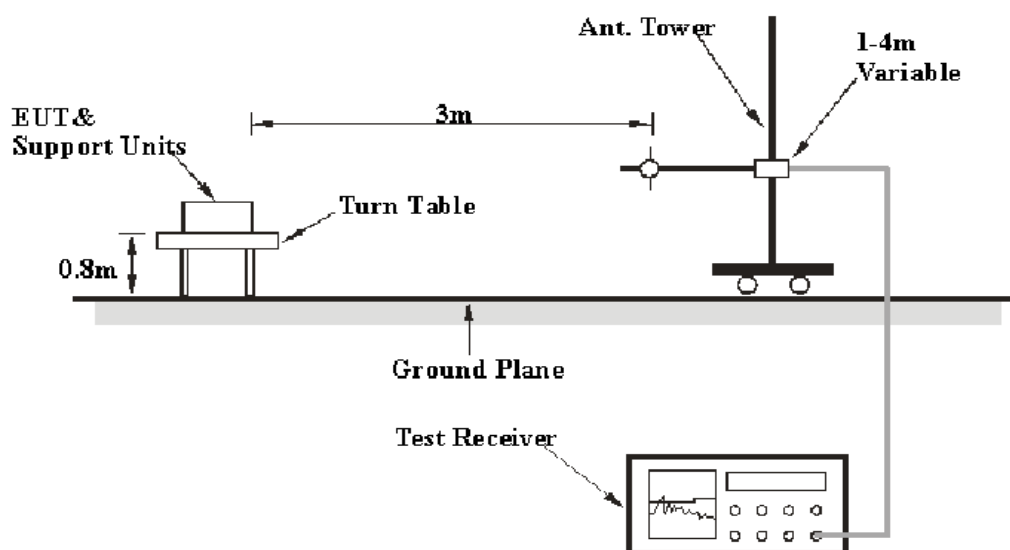 Ant. Tower
1-4m
Variable
3m
EUT&
Support Units
Turn Table
0.8m
Ground Plane
Test Receiver